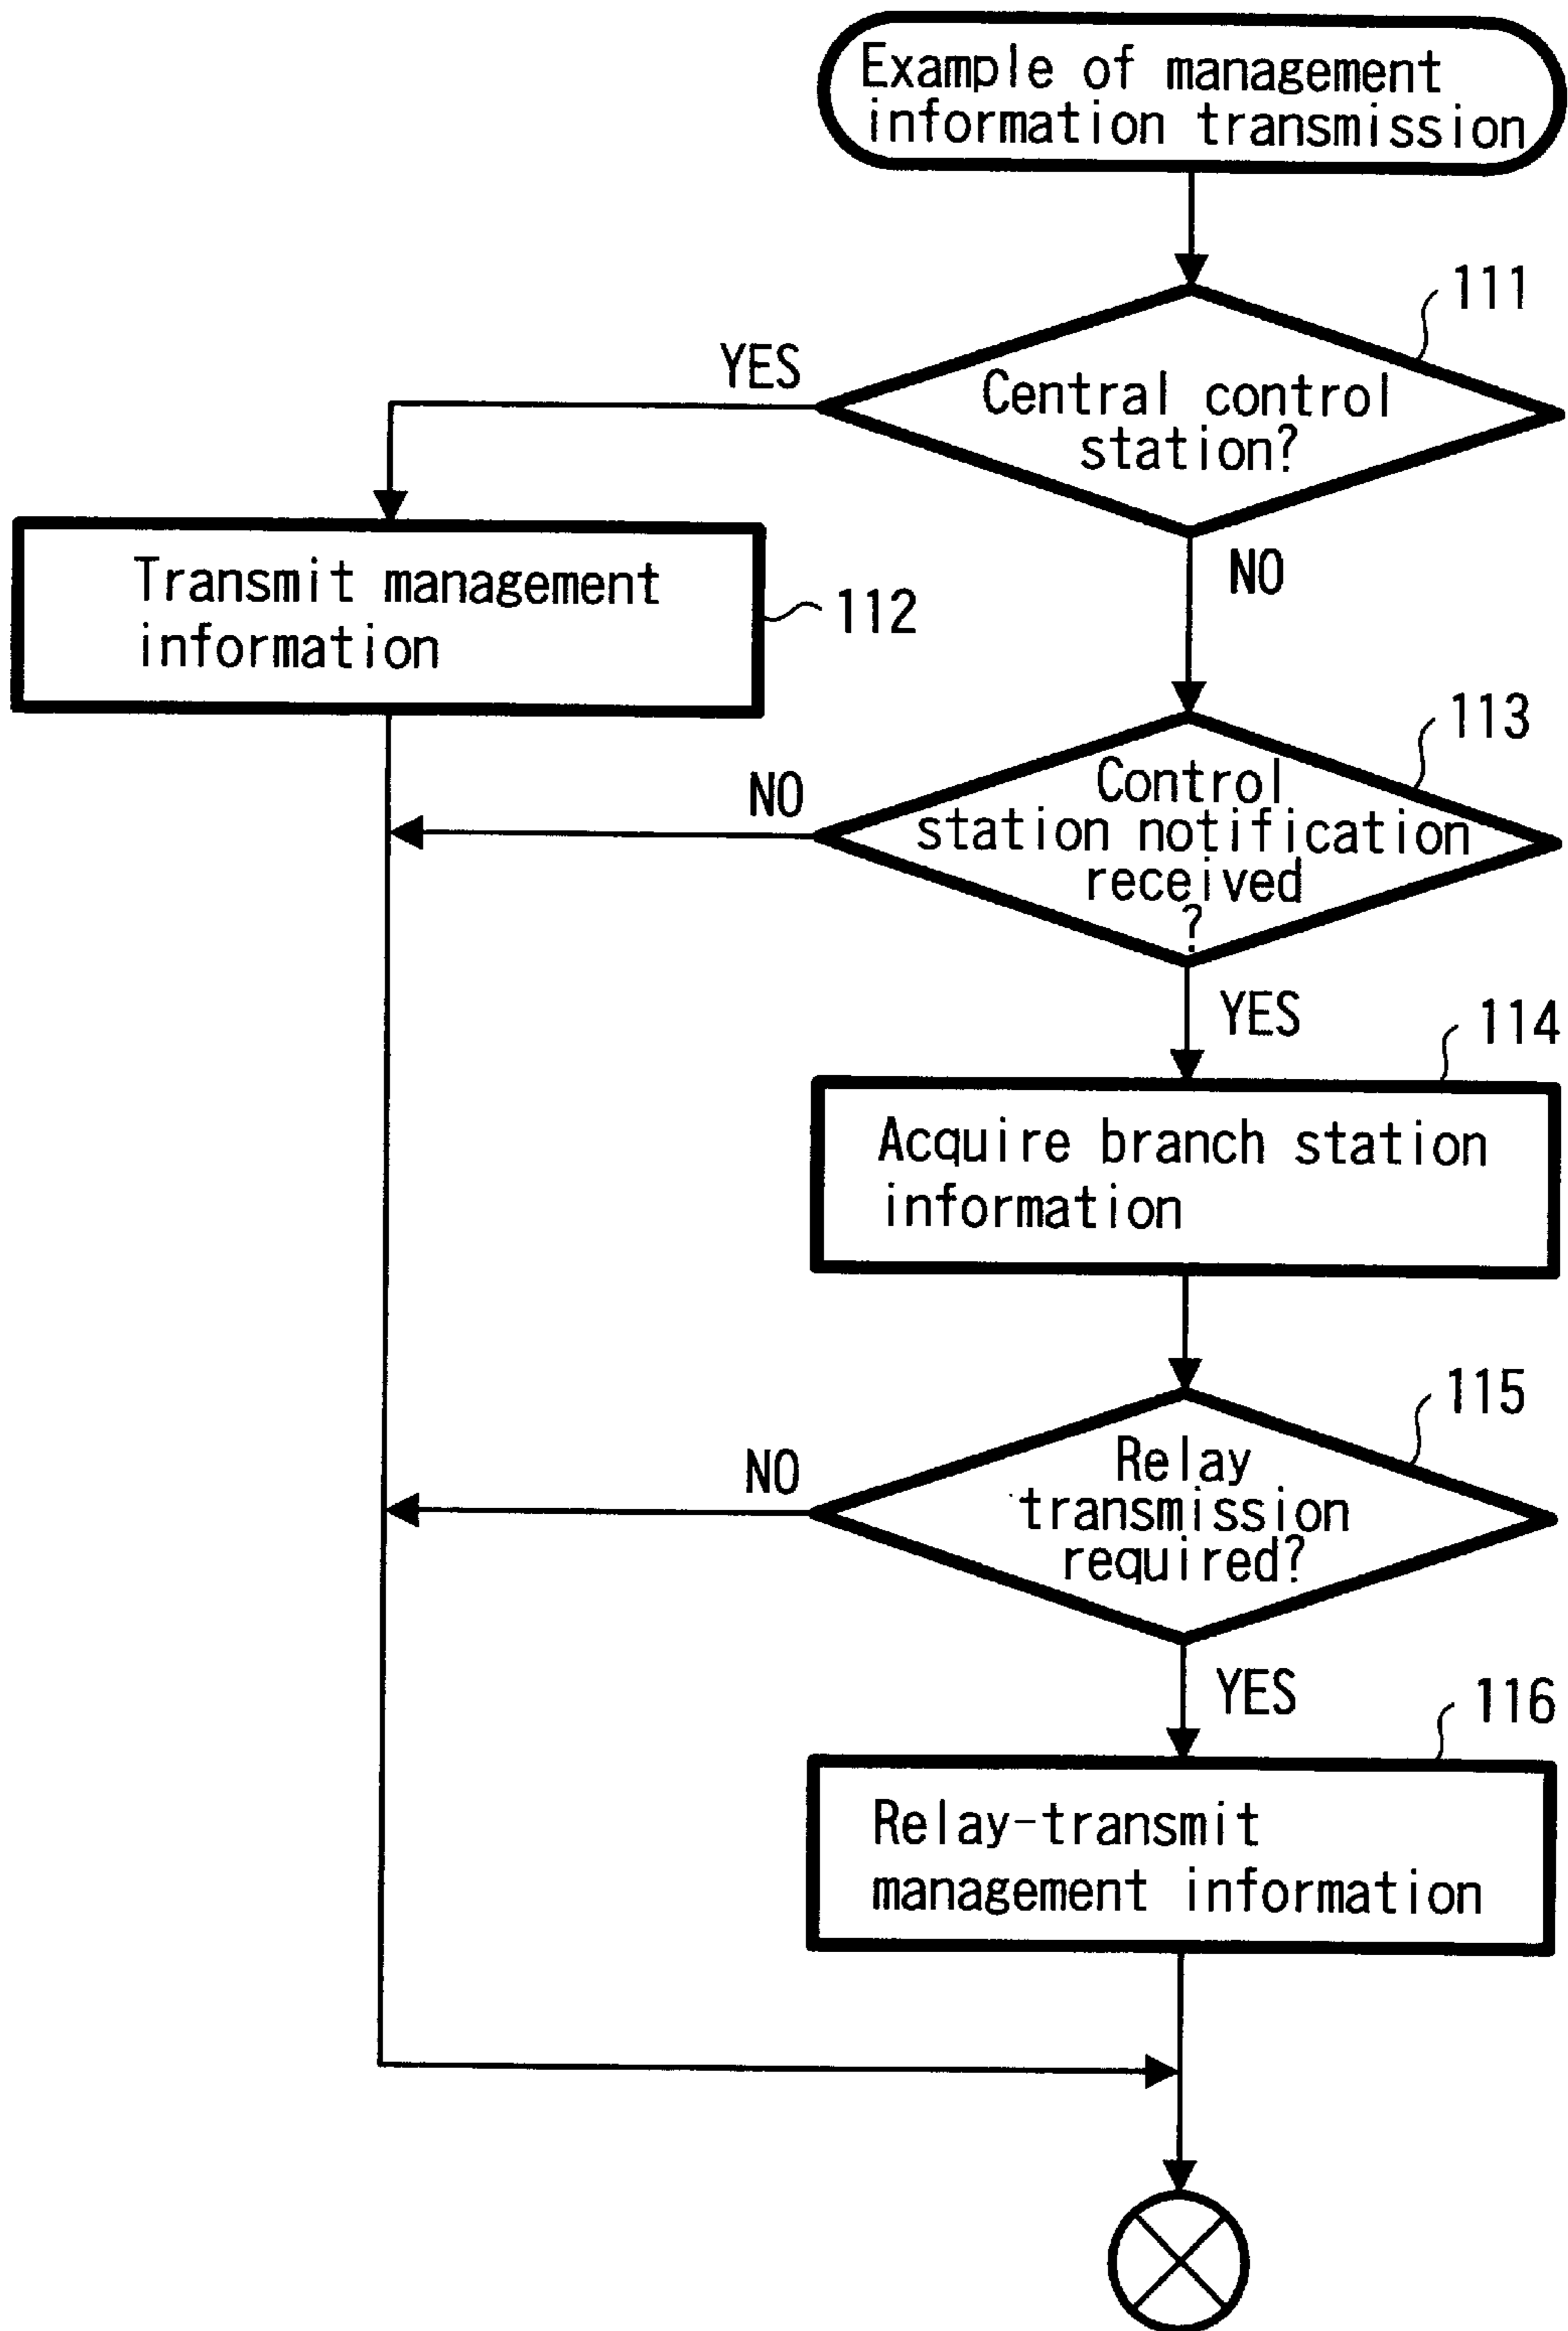 Example of management
information transmission
111
YES
Central control
station?
NO
Transmit management
information
112
113
NO
Control
station notification
received
?
YES
114
Acquire branch station
information
115
NO
Relay
transmission
required?
YES
116
Relay-transmit
management information